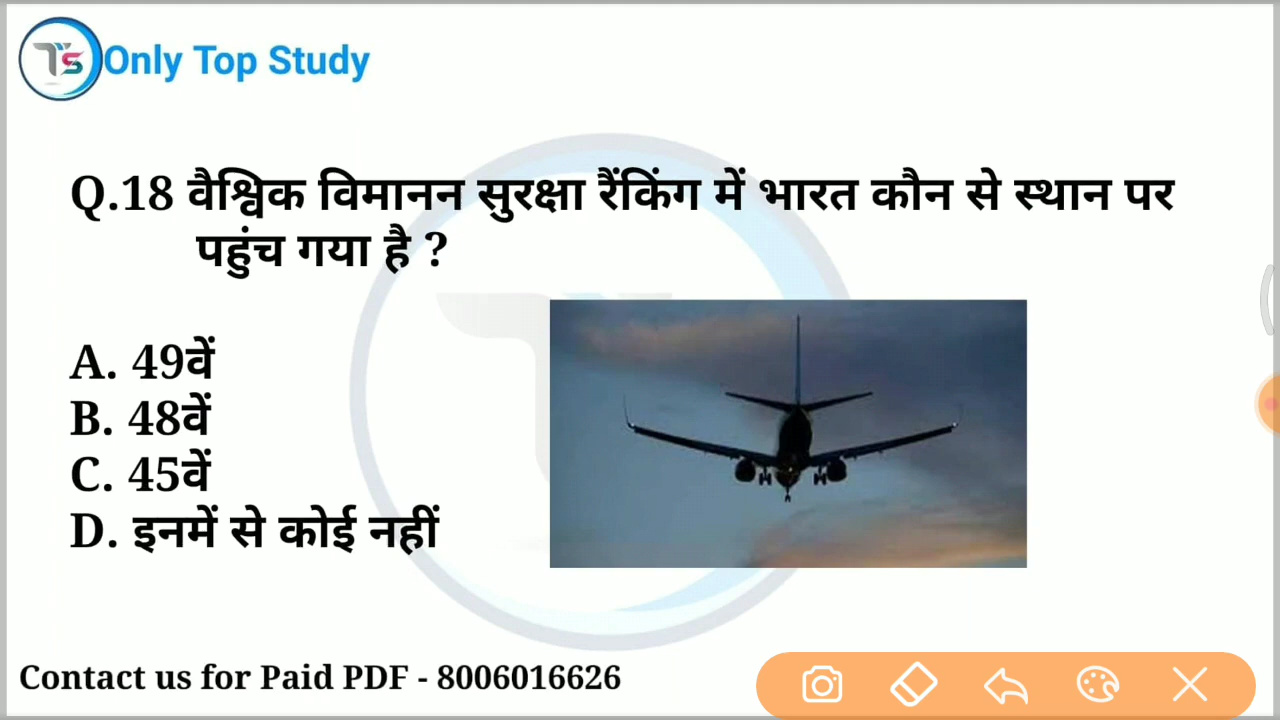 TS Only Top Study
Q.18 वैश्विक विमानन सुरक्षा रैंकिंग में भारत कौन से स्थान पर
पहुंच गया है ?
A. 49वें
B. 48वें
C. 45वें
D. इनमें से कोई नहीं
Contact us for Paid PDF - 8006016626